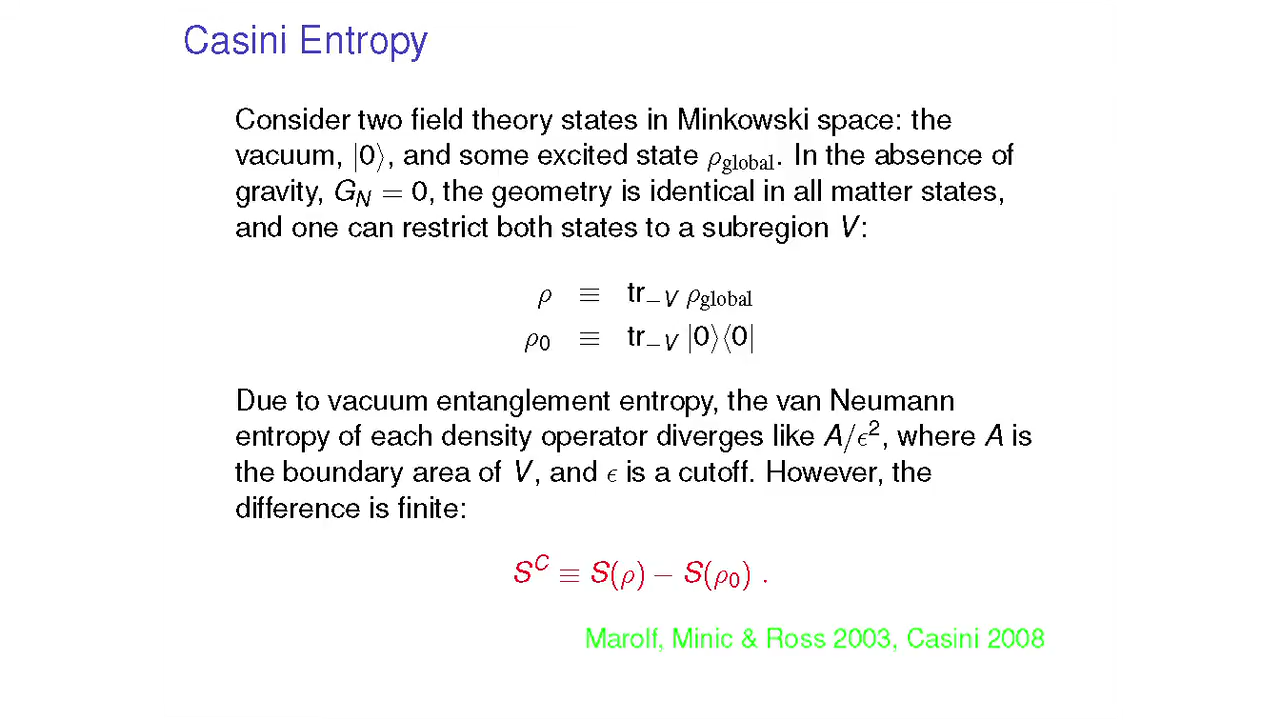 Casini Entropy
Consider two field theory states in Minkowski space: the
vacuum, |0⟩, and some excited state ρ_global. In the absence of
gravity, G_N = 0, the geometry is identical in all matter states,
and one can restrict both states to a subregion V:
ρ ≡ tr_{−V} ρ_global
ρ_0 ≡ tr_{−V} |0⟩⟨0|
Due to vacuum entanglement entropy, the van Neumann
entropy of each density operator diverges like A/ϵ², where A is
the boundary area of V, and ϵ is a cutoff. However, the
difference is finite:
S^C ≡ S(ρ) − S(ρ_0) .
Marolf, Minic & Ross 2003, Casini 2008